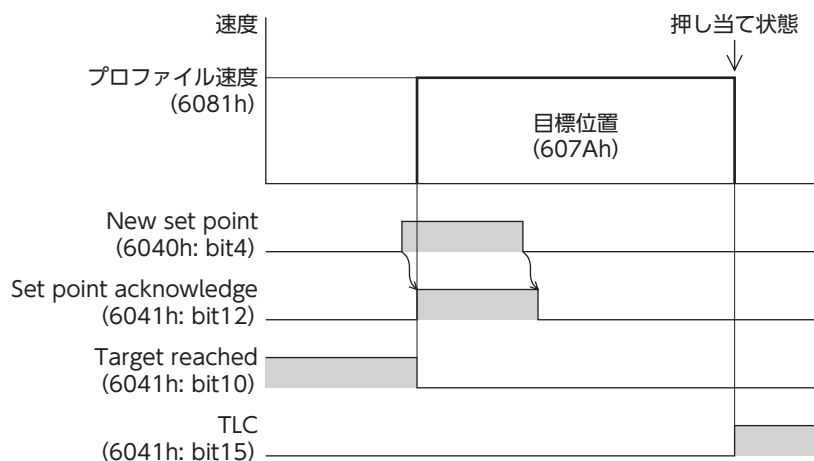 速度
押し当て状態
プロファイル速度
(6081h)
目標位置
(607Ah)
New set point
(6040h: bit4)
Set point acknowledge
(6041h: bit12)
Target reached
(6041h: bit10)
TLC
(6041h: bit15)